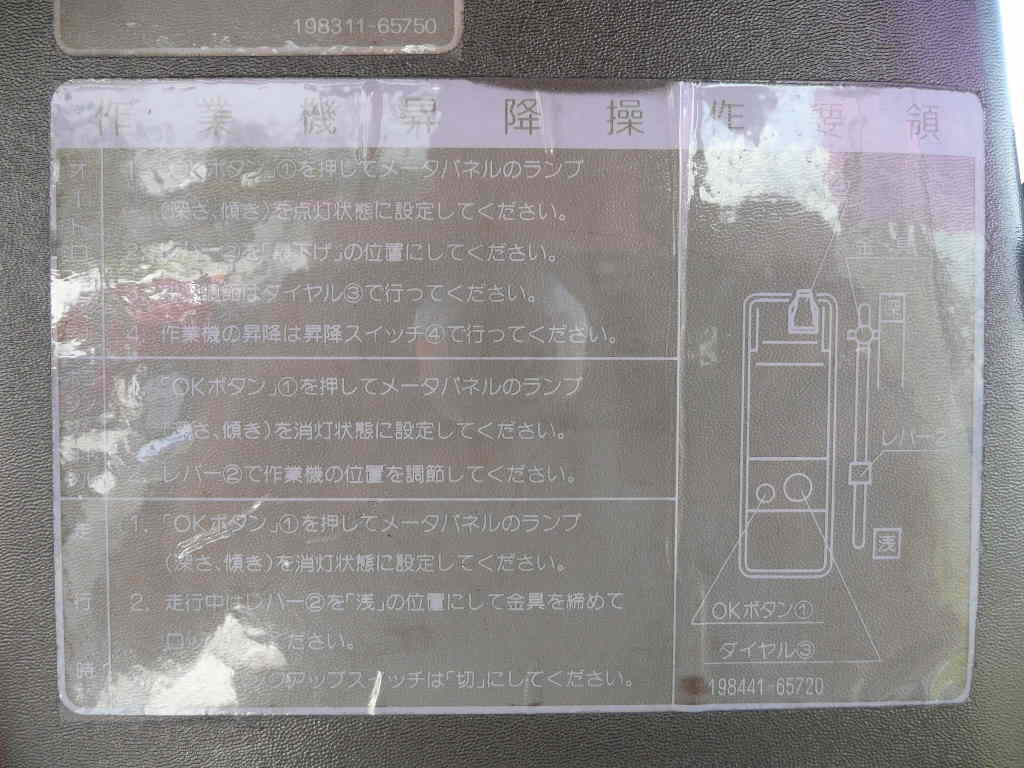 198311-65750
作業機昇降操作要領
1. 「OKボタン」①を押してメータパネルのランプ
(深さ、傾き)を点灯状態に設定してください。
の位置にしてください。
ダイヤル③で行ってください。
4. 作業機の昇降は昇降スイッチ④で行ってください。
「OKボタン」①を押してメータパネルのランプ
(深さ、傾き)を消灯状態に設定してください。
レバー②で作業機の位置を調節してください。
行時
1. 「OKボタン」①を押してメータパネルのランプ
(深さ、傾き)を消灯状態に設定してください。
2. 走行中はレバー②を「浅」の位置にして金具を締めて
ください。
アップスイッチは「切」にしてください。
金具
レバー2
浅
OKボタン①
ダイヤル③
198441-65720